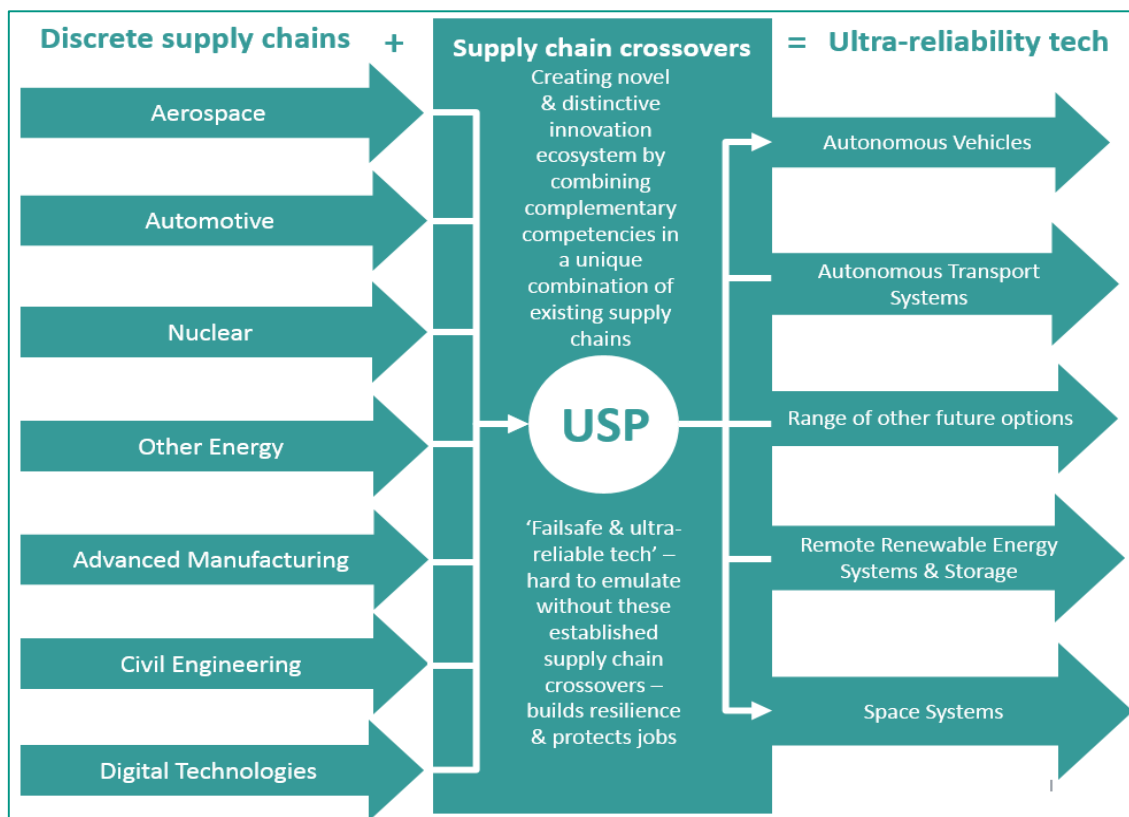 Discrete supply chains + Supply chain crossovers = Ultra-reliability tech
Aerospace
Automotive
Nuclear
Other Energy
Advanced Manufacturing
Civil Engineering
Digital Technologies
Creating novel
& distinctive
innovation
ecosystem by
combining
complementary
competencies in
a unique
combination of
existing supply
chains
USP
‘Failsafe & ultra-
reliable tech’ –
hard to emulate
without these
established
supply chain
crossovers –
builds resilience
& protects jobs
Autonomous Vehicles
Autonomous Transport
Systems
Range of other future options
Remote Renewable Energy
Systems & Storage
Space Systems